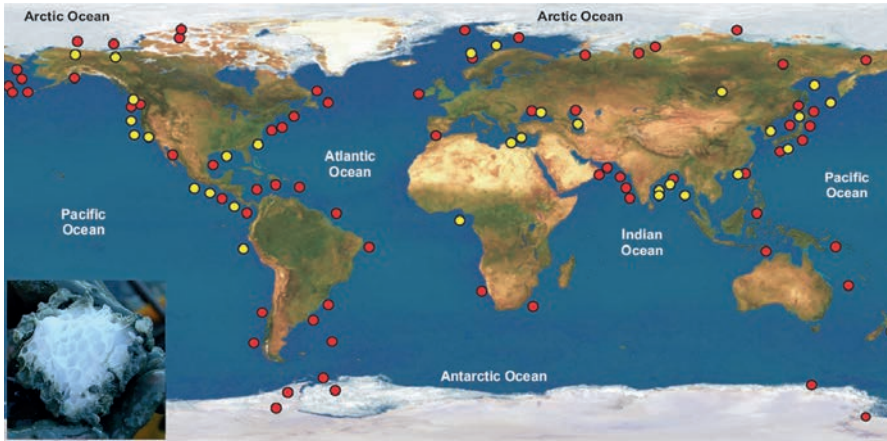 Arctic Ocean
Arctic Ocean
Atlantic
Ocean
Pacific
Ocean
Pacific
Ocean
Indian
Ocean
Antarctic Ocean